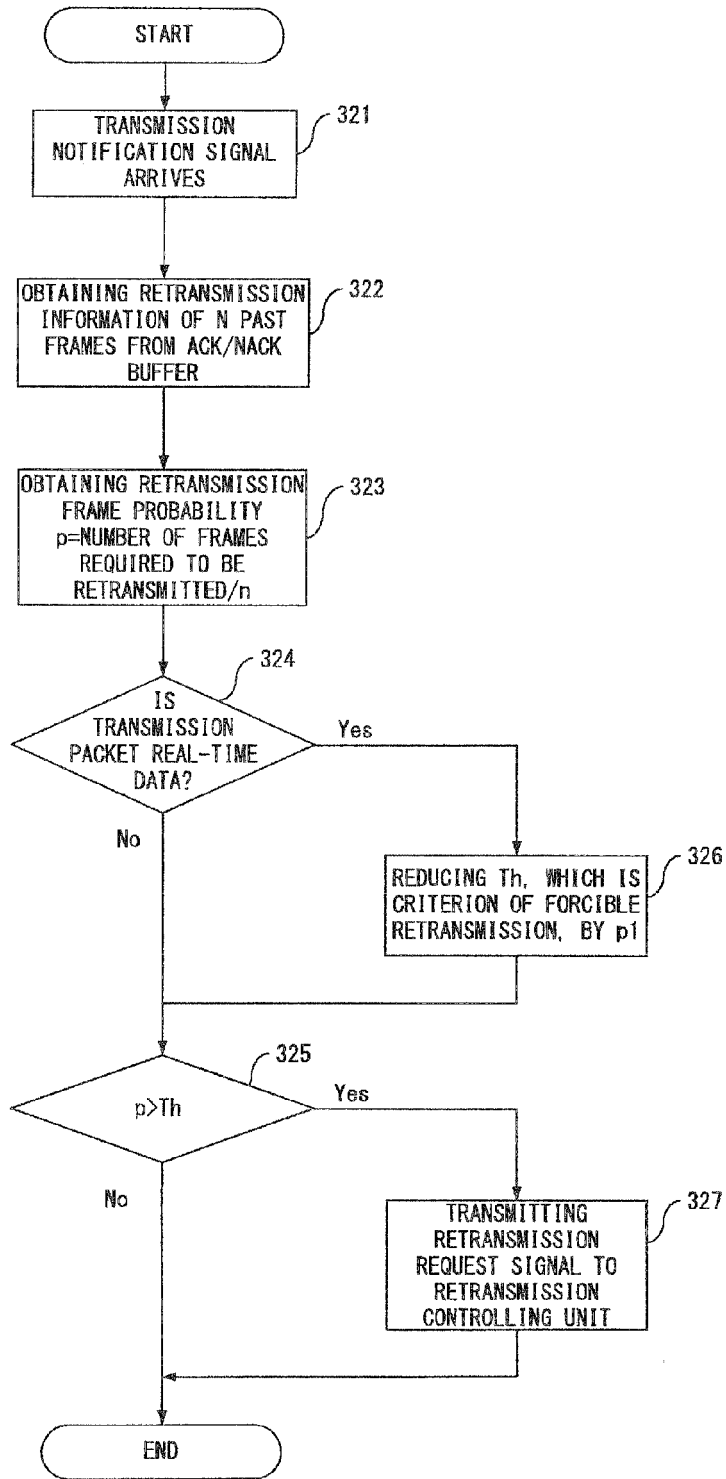 START
TRANSMISSION
NOTIFICATION SIGNAL
ARRIVES
321
OBTAINING RETRANSMISSION
INFORMATION OF N PAST
FRAMES FROM ACK/NACK
BUFFER
322
OBTAINING RETRANSMISSION
FRAME PROBABILITY
p=NUMBER OF FRAMES
REQUIRED TO BE
RETRANSMITTED/n
323
324
IS
TRANSMISSION
PACKET REAL-TIME
DATA?
Yes
No
REDUCING Th, WHICH IS
CRITERION OF FORCIBLE
RETRANSMISSION, BY p1
326
325
p>Th
Yes
No
TRANSMITTING
RETRANSMISSION
REQUEST SIGNAL TO
RETRANSMISSION
CONTROLLING UNIT
327
END